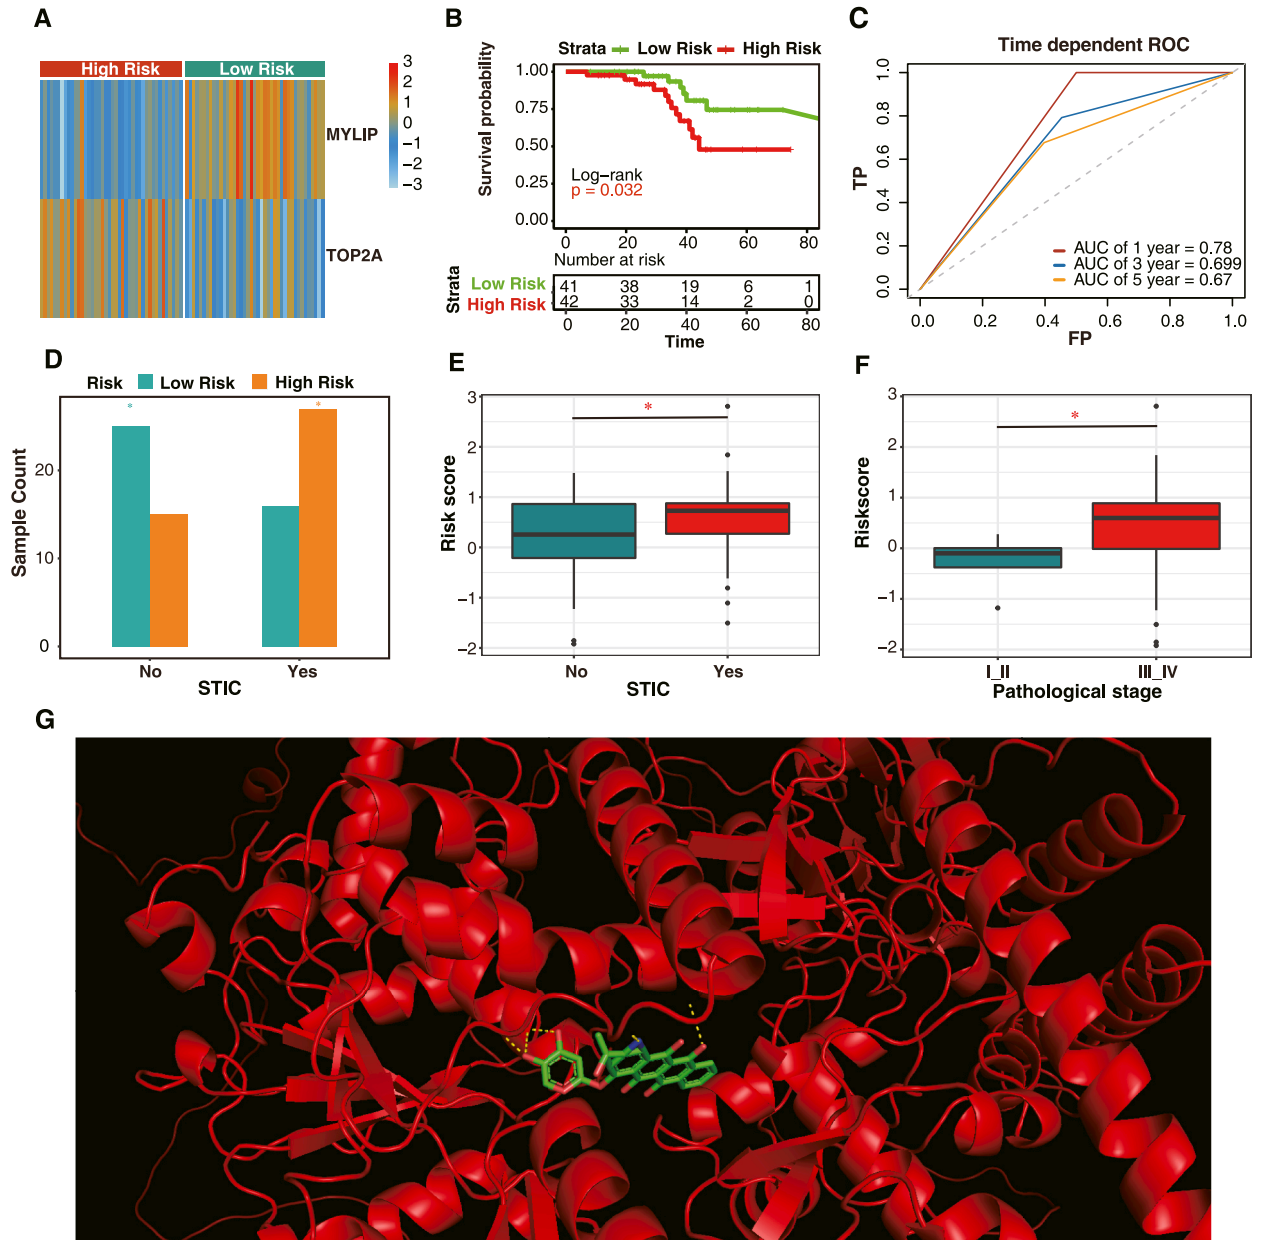 A
High Risk
Low Risk
MYLIP
TOP2A
3
2
1
0
−1
−2
−3
B
Strata Low Risk High Risk
Survival probability
1.00
0.75
0.50
0.25
0.00
Log−rank
p = 0.032
0 20 40 60 80
Number at risk
Strata
Low Risk 41 38 19 6 1
High Risk 42 33 14 2 0
0 20 40 60 80
Time
C
Time dependent ROC
TP
1.0
0.8
0.6
0.4
0.2
0.0
AUC of 1 year = 0.78
AUC of 3 year = 0.699
AUC of 5 year = 0.67
0.0 0.2 0.4 0.6 0.8 1.0
FP
D
Risk Low Risk High Risk
Sample Count
* *
20
10
0
No Yes
STIC
E
Risk score
3
2
1
0
−1
−2
*
No Yes
STIC
F
Riskscore
3
2
1
0
−1
−2
*
I_II III_IV
Pathological stage
G